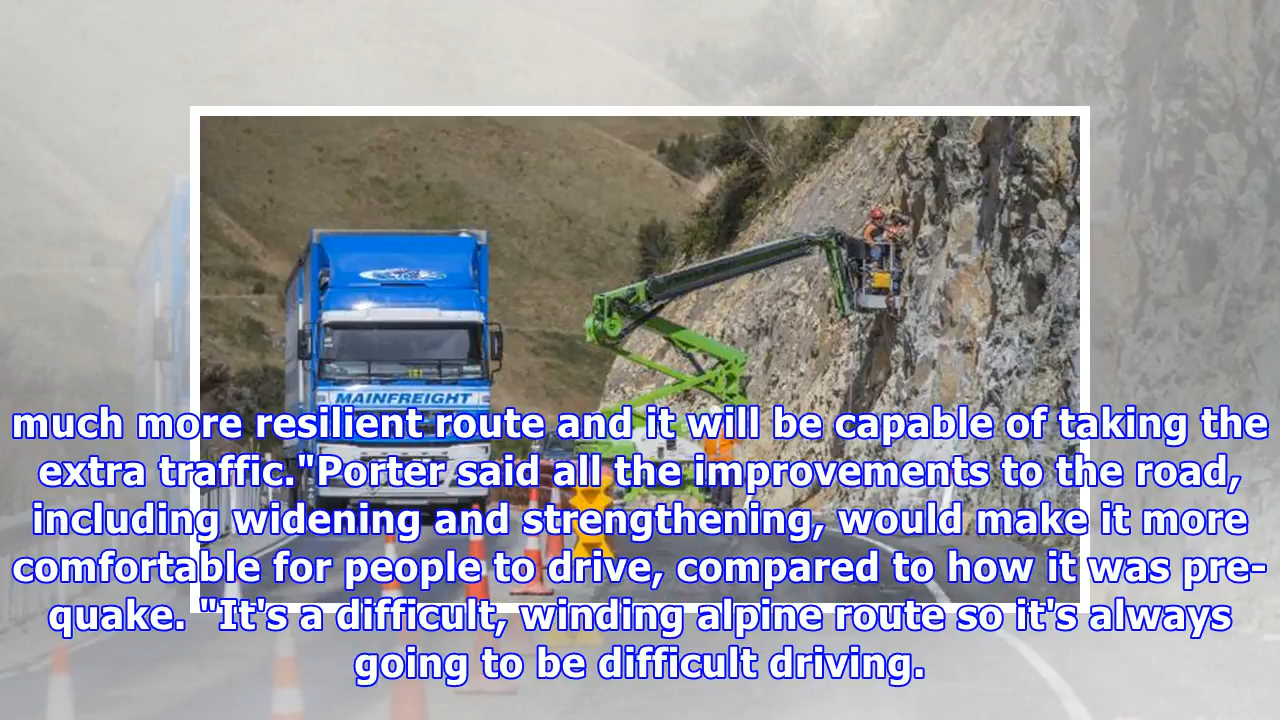 MAINFREIGHT
much more resilient route and it will be capable of taking the
extra traffic."Porter said all the improvements to the road,
including widening and strengthening, would make it more
comfortable for people to drive, compared to how it was pre-
quake. "It's a difficult, winding alpine route so it's always
going to be difficult driving.